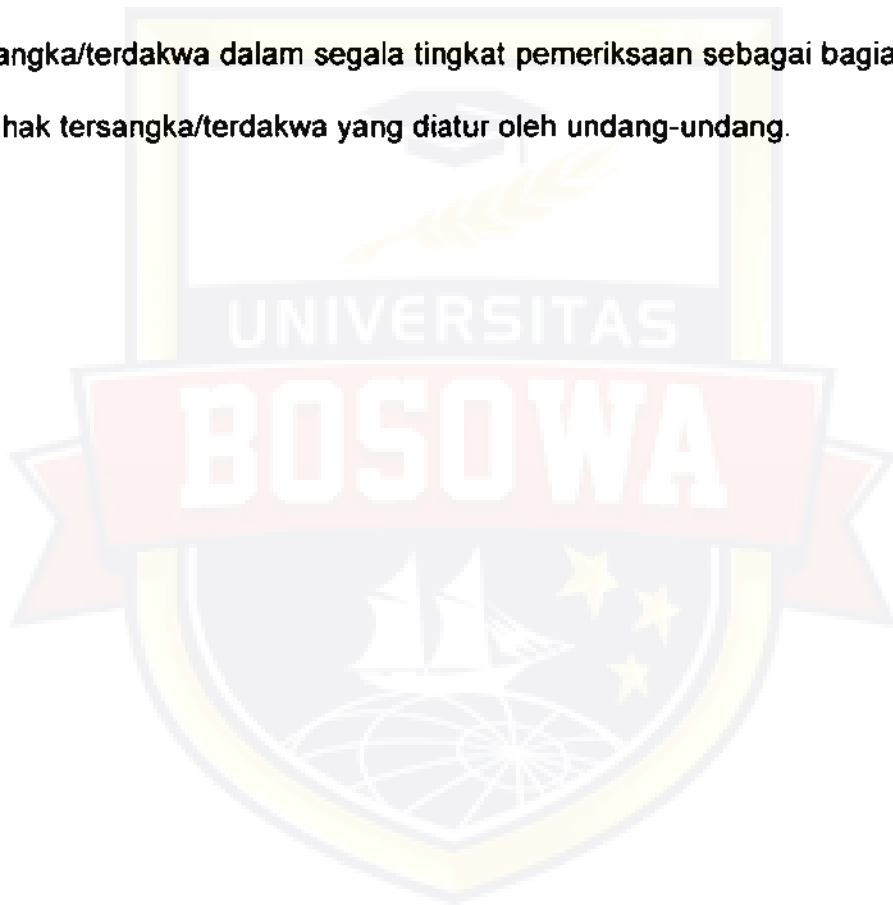 angka/terdakwa dalam segala tingkat pemeriksaan sebagai bagia
hak tersangka/terdakwa yang diatur oleh undang-undang.
UNIVERSITAS
BOSOWA